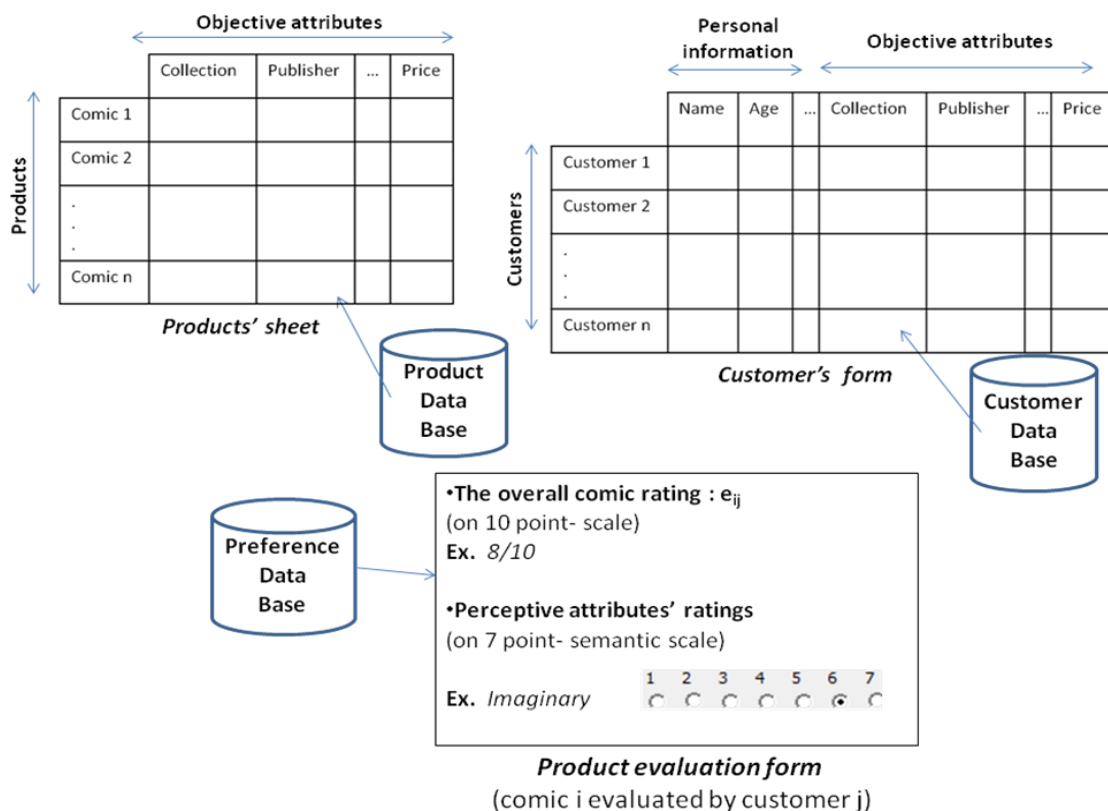 Objective attributes
Collection Publisher ... Price
Products
Comic 1
Comic 2
.
.
.
Comic n
Products' sheet
Product
Data
Base
Personal
information
Objective attributes
Name Age ... Collection Publisher ... Price
Customers
Customer 1
Customer 2
.
.
.
Customer n
Customer's form
Customer
Data
Base
Preference
Data
Base
•The overall comic rating : eij
(on 10 point- scale)
Ex. 8/10
•Perceptive attributes' ratings
(on 7 point- semantic scale)
1 2 3 4 5 6 7
Ex. Imaginary
Product evaluation form
(comic i evaluated by customer j)